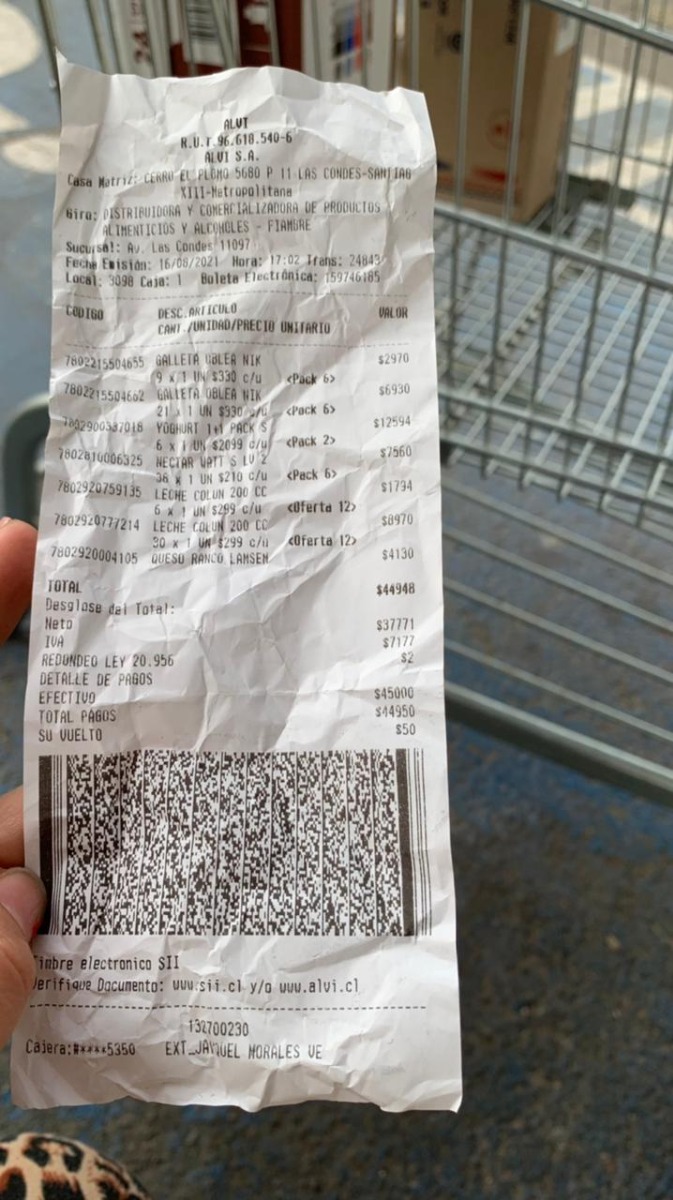 ALVI
R.U.T.96.618.540-6
ALVI S.A.
Casa Matriz: CERRO EL PLOMO 5680 P 11 LAS CONDES-SANTIAG
XIII-Metropolitana
Giro: DISTRIBUIDORA Y COMERCIALIZADORA DE PRODUCTOS
ALIMENTICIOS Y ALCOHOLES - FIAMBRE
Sucursal: Av. Las Condes 11097
Fecha Emisión: 16/08/2021 Hora: 17:02 Trans: 24843
Local: 3098 Caja: 1 Boleta Electrónica: 159746185
CODIGO DESC.ARTICULO VALOR
CANT./UNIDAD/PRECIO UNITARIO
7802215504655 GALLETA OBLEA NIK $2970
9 X 1 UN $330 c/u <Pack 6>
7802215504662 GALLETA OBLEA NIK $6930
21 x 1 UN $330 c/u <Pack 6>
7802900337018 YOGHURT 1+1 PACK S $12594
6 x 1 UN $2099 c/u <Pack 2>
7802810006325 NECTAR WATT S LV 2 $7560
36 X 1 UN $210 c/u <Pack 6>
7802920759135 LECHE COLUN 200 CC $1794
6 X 1 UN $299 c/u <Oferta 12>
7802920777214 LECHE COLUN 200 CC $8970
30 x 1 UN $299 c/u <Oferta 12>
7802920004105 QUESO RANCO LAMSEM $4130
TOTAL $44948
Desglose del Total:
Neto $37771
IVA $7177
REDONDEO LEY 20.956 $2
DETALLE DE PAGOS
EFECTIVO $45000
TOTAL PAGOS $44950
SU VUELTO $50
Timbre electronico SII
Verifique Documento: www.sii.cl y/o www.alvi.cl
132700230
Cajera:#****5350 MORALES VE